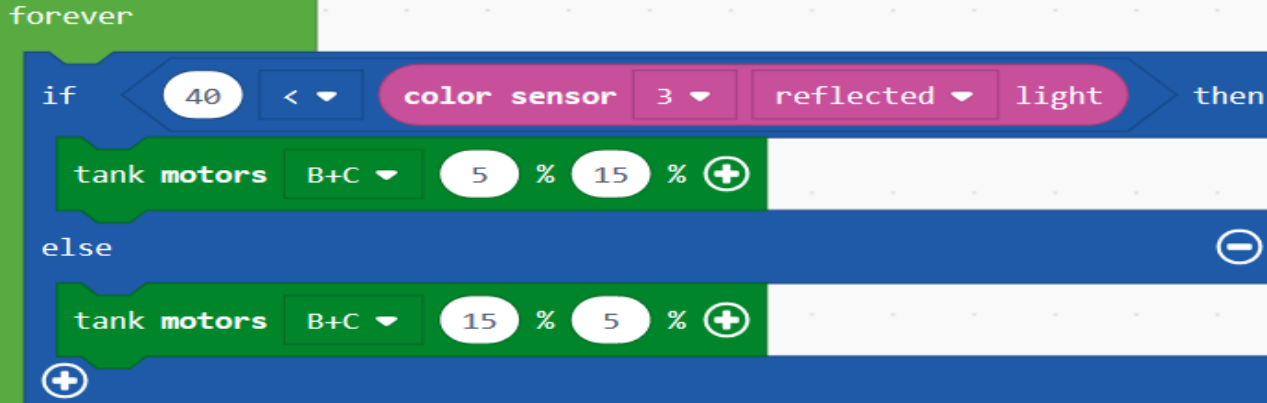 forever
if 40 < color sensor 3 reflected light then
tank motors B+C 5 % 15 %
else
tank motors B+C 15 % 5 %